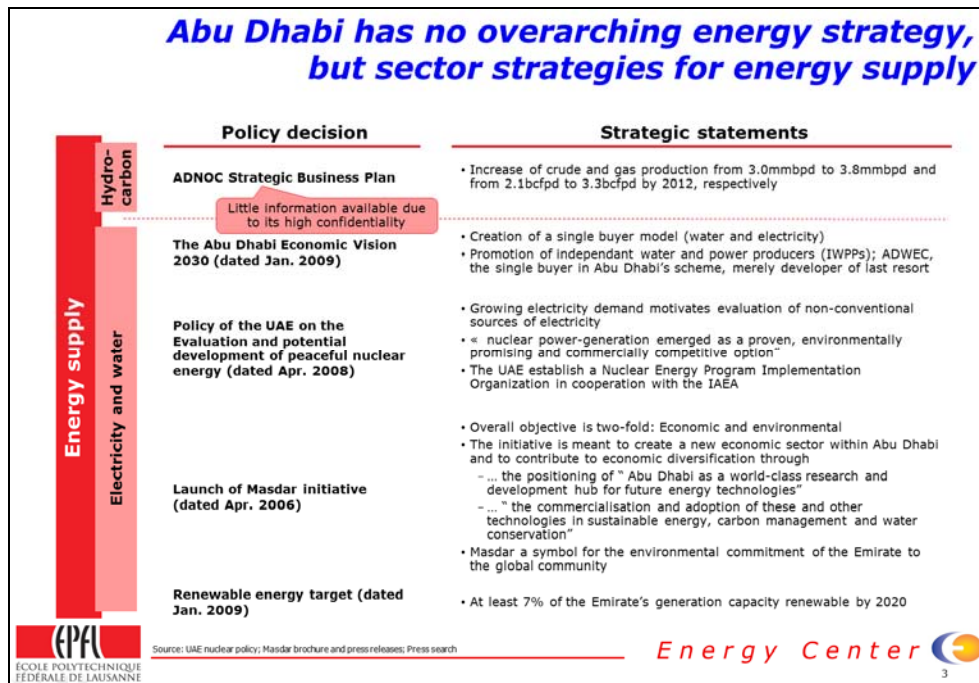 Abu Dhabi has no overarching energy strategy,
but sector strategies for energy supply
Policy decision
Strategic statements
Energy supply
Hydro-
carbon
ADNOC Strategic Business Plan
Little information available due
to its high confidentiality
• Increase of crude and gas production from 3.0mmbpd to 3.8mmbpd and
from 2.1bcfpd to 3.3bcfpd by 2012, respectively
Electricity and water
The Abu Dhabi Economic Vision
2030 (dated Jan. 2009)
• Creation of a single buyer model (water and electricity)
• Promotion of independant water and power producers (IWPPs); ADWEC,
the single buyer in Abu Dhabi's scheme, merely developer of last resort
Policy of the UAE on the
Evaluation and potential
development of peaceful nuclear
energy (dated Apr. 2008)
• Growing electricity demand motivates evaluation of non-conventional
sources of electricity
• « nuclear power-generation emerged as a proven, environmentally
promising and commercially competitive option"
• The UAE establish a Nuclear Energy Program Implementation
Organization in cooperation with the IAEA
Launch of Masdar initiative
(dated Apr. 2006)
• Overall objective is two-fold: Economic and environmental
• The initiative is meant to create a new economic sector within Abu Dhabi
and to contribute to economic diversification through
– ... the positioning of " Abu Dhabi as a world-class research and
development hub for future energy technologies"
– ... " the commercialisation and adoption of these and other
technologies in sustainable energy, carbon management and water
conservation"
• Masdar a symbol for the environmental commitment of the Emirate to
the global community
Renewable energy target (dated
Jan. 2009)
• At least 7% of the Emirate's generation capacity renewable by 2020
EPFL
ÉCOLE POLYTECHNIQUE
FÉDÉRALE DE LAUSANNE
Source: UAE nuclear policy; Masdar brochure and press releases; Press search
Energy Center
3